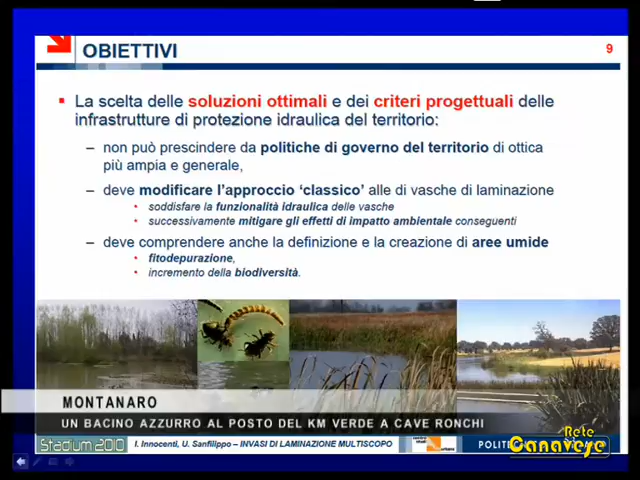 OBIETTIVI
9
La scelta delle soluzioni ottimali e dei criteri progettuali delle
infrastrutture di protezione idraulica del territorio:
– non può prescindere da politiche di governo del territorio di ottica
più ampia e generale,
– deve modificare l'approccio 'classico' alle di vasche di laminazione
• soddisfare la funzionalità idraulica delle vasche
• successivamente mitigare gli effetti di impatto ambientale conseguenti
– deve comprendere anche la definizione e la creazione di aree umide
• fitodepurazione,
• incremento della biodiversità.
MONTANARO
UN BACINO AZZURRO AL POSTO DEL KM VERDE A CAVE RONCHI
Stadium 2010
I. Innocenti, U. Sanfilippo – INVASI DI LAMINAZIONE MULTISCOPO
Rete
Canavese